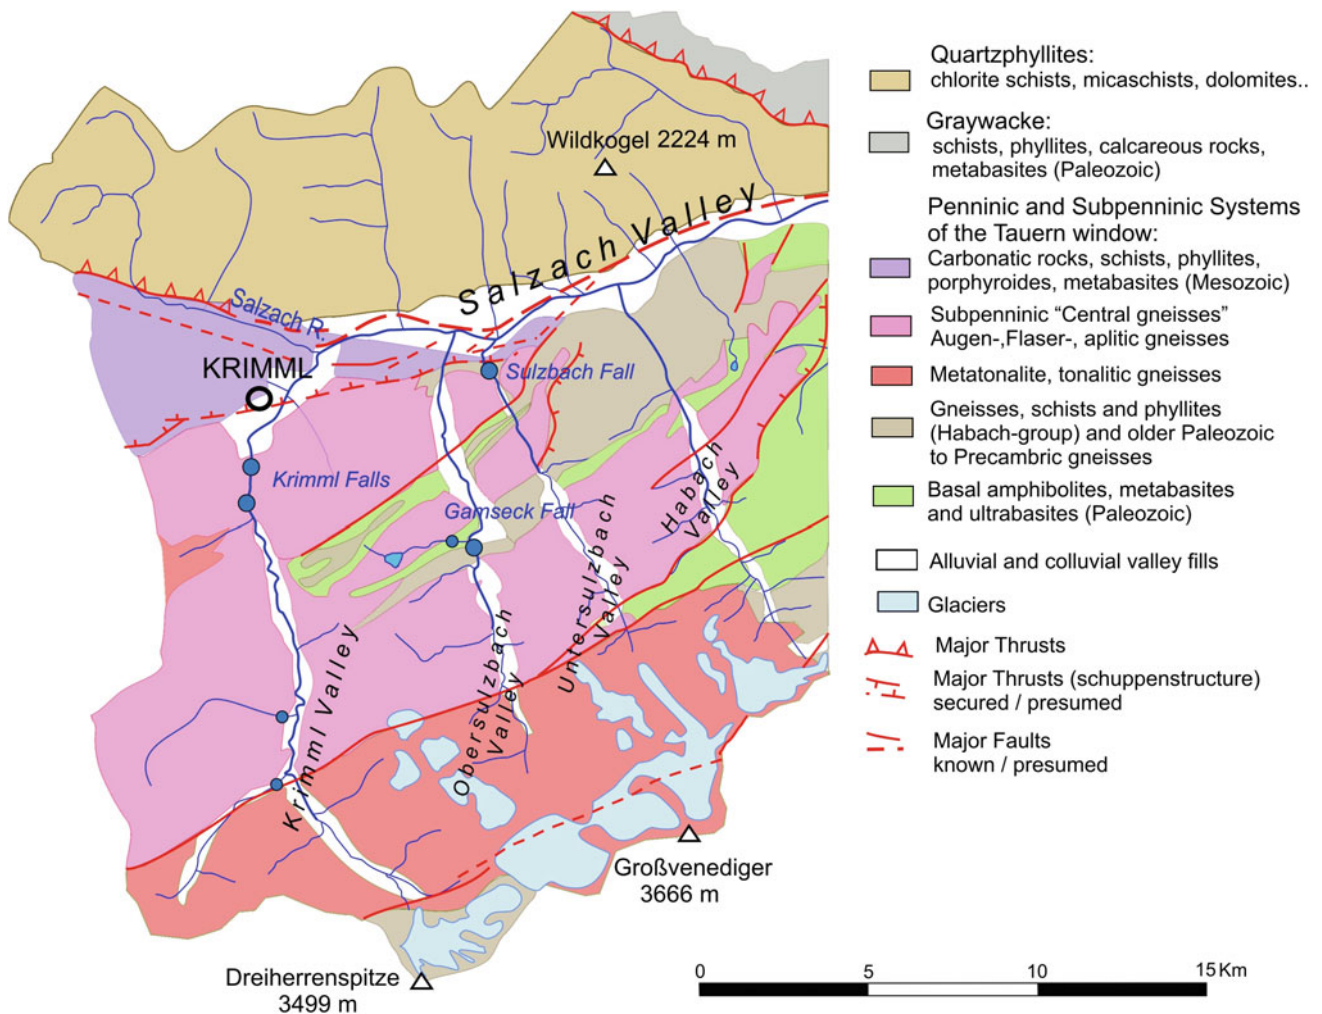 Wildkogel 2224 m
Salzach Valley
Salzach R.
KRIMML
Sulzbach Fall
Krimml Falls
Gamseck Fall
Habach
Valley
Untersulzbach
Valley
Obersulzbach
Valley
Krimml Valley
Großvenediger
3666 m
Dreiherrenspitze
3499 m
Quartzphyllites:
chlorite schists, micaschists, dolomites..
Graywacke:
schists, phyllites, calcareous rocks,
metabasites (Paleozoic)
Penninic and Subpenninic Systems
of the Tauern window:
Carbonatic rocks, schists, phyllites,
porphyroides, metabasites (Mesozoic)
Subpenninic “Central gneisses”
Augen-,Flaser-, aplitic gneisses
Metatonalite, tonalitic gneisses
Gneisses, schists and phyllites
(Habach-group) and older Paleozoic
to Precambric gneisses
Basal amphibolites, metabasites
and ultrabasites (Paleozoic)
Alluvial and colluvial valley fills
Glaciers
Major Thrusts
Major Thrusts (schuppenstructure)
secured / presumed
Major Faults
known / presumed
0 5 10 15 Km